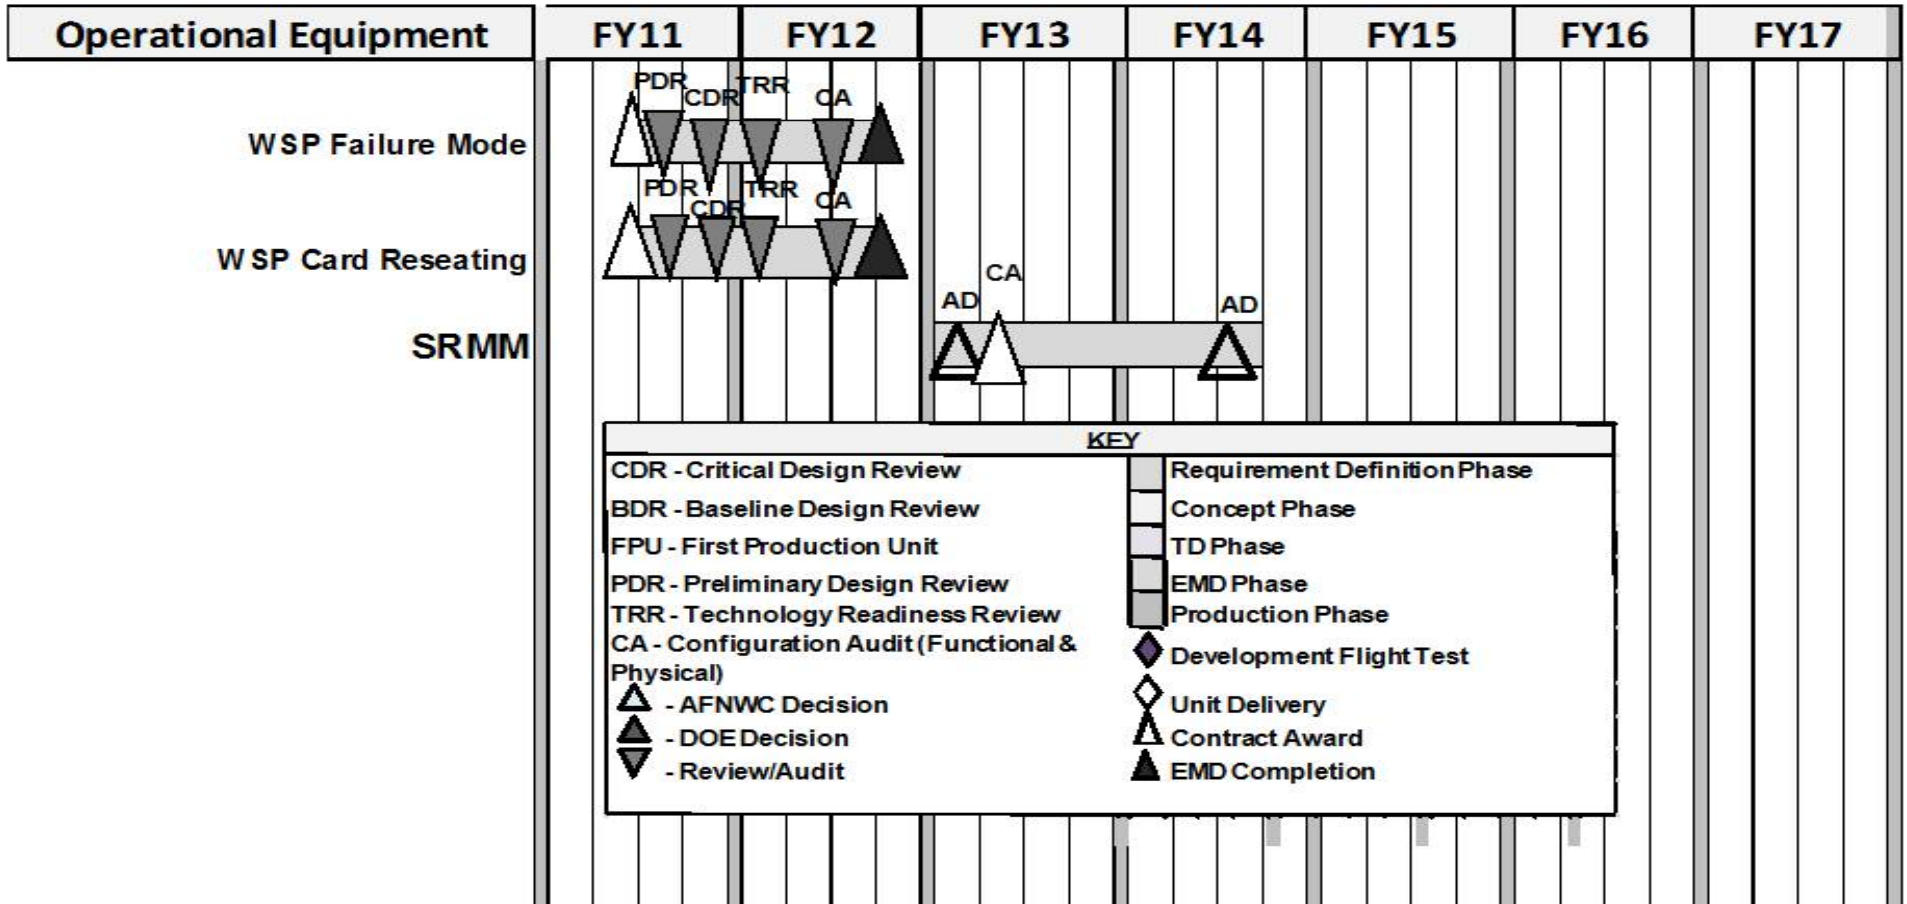 Operational Equipment FY11 FY12 FY13 FY14 FY15 FY16 FY17
PDR CDR TRR CA
WSP Failure Mode
PDR CDR TRR CA
WSP Card Reseating
AD CA AD
SRMM
KEY
CDR - Critical Design Review
BDR - Baseline Design Review
FPU - First Production Unit
PDR - Preliminary Design Review
TRR - Technology Readiness Review
CA - Configuration Audit (Functional &
Physical)
- AFNWC Decision
- DOE Decision
- Review/Audit
Requirement Definition Phase
Concept Phase
TD Phase
EMD Phase
Production Phase
Development Flight Test
Unit Delivery
Contract Award
EMD Completion